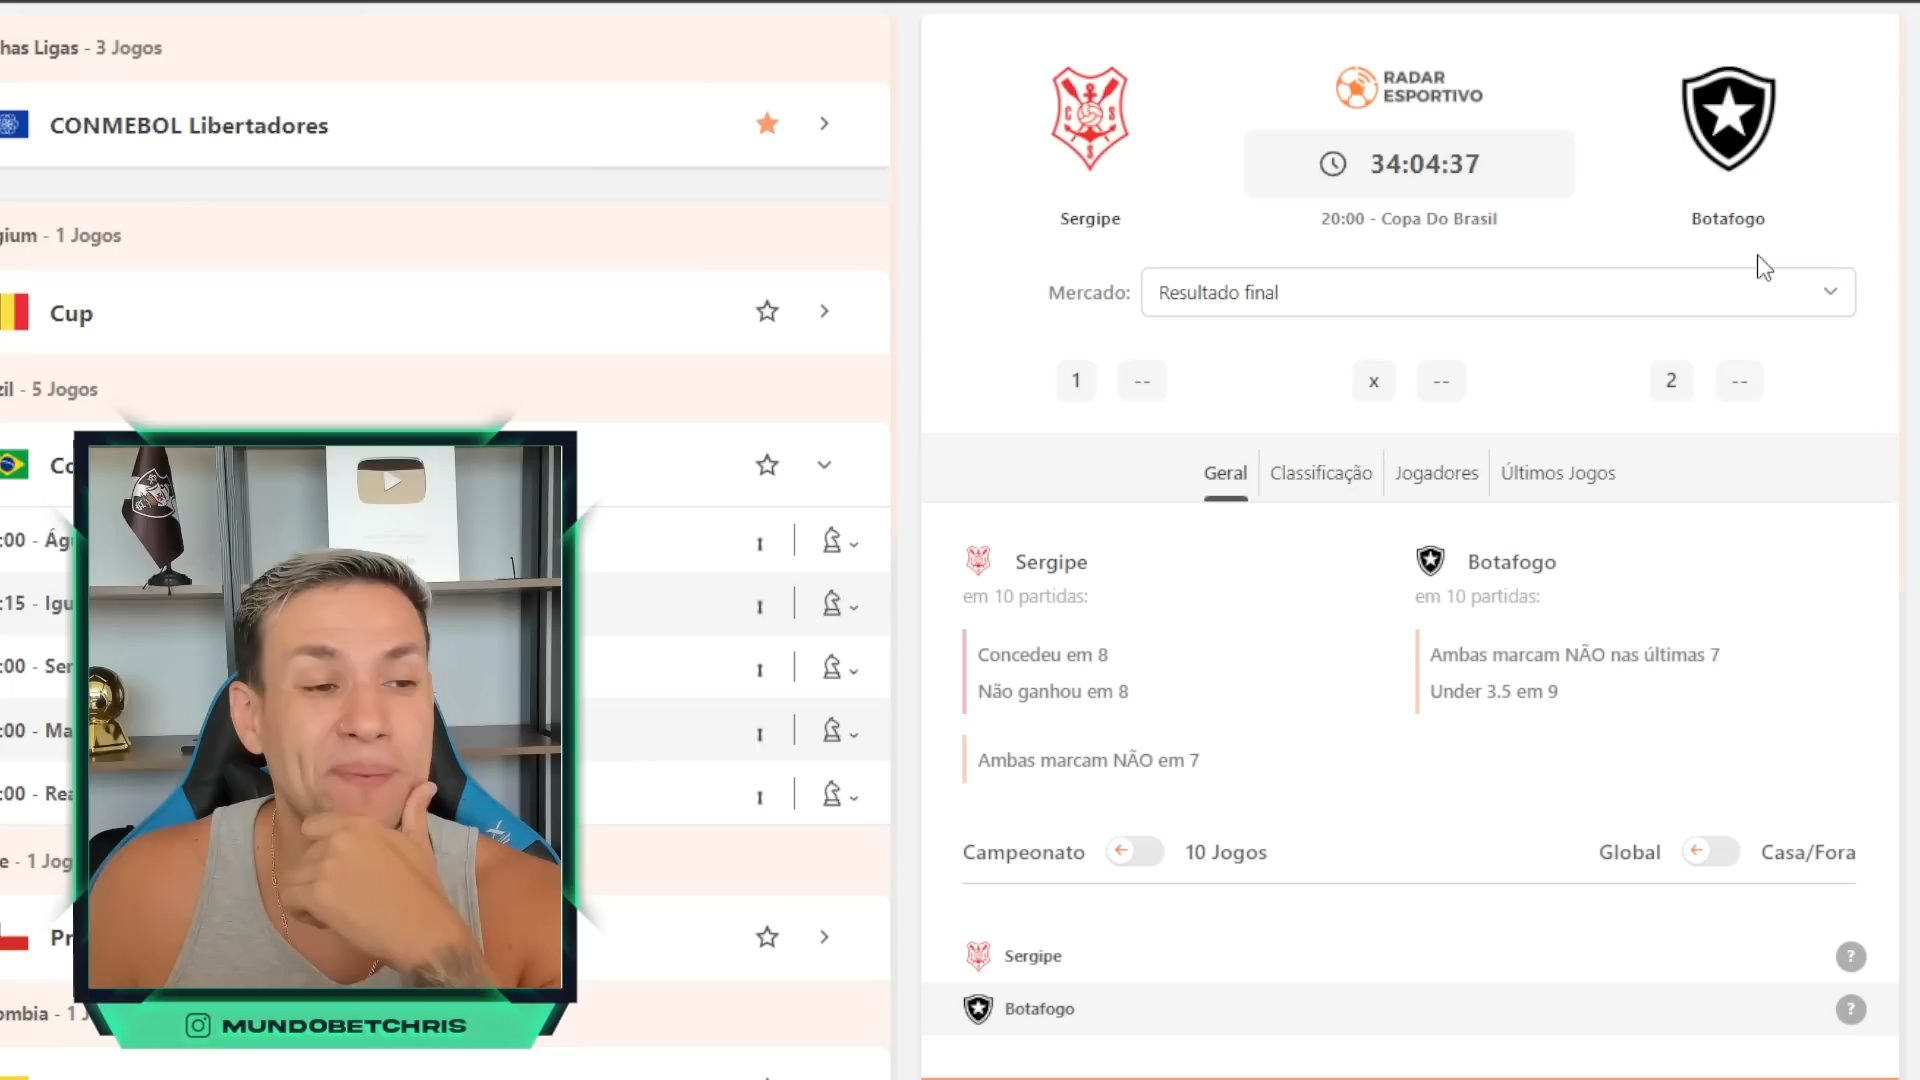 has Ligas - 3 Jogos
CONMEBOL Libertadores
gium - 1 Jogos
Cup
zil - 5 Jogos
Co
:00 - Ág
:15 - Igu
:00 - Ser
:00 - Ma
:00 - Rea
e - 1 Jog
Pr
ombia - 1 J
MUNDOBETCHRIS
RADAR
ESPORTIVO
C S
S
34:04:37
Sergipe
20:00 - Copa Do Brasil
Botafogo
Mercado:
Resultado final
1 --
x --
2 --
Geral
Classificação
Jogadores
Últimos Jogos
Sergipe
em 10 partidas:
Concedeu em 8
Não ganhou em 8
Ambas marcam NÃO em 7
Botafogo
em 10 partidas:
Ambas marcam NÃO nas últimas 7
Under 3.5 em 9
Campeonato
10 Jogos
Global
Casa/Fora
Sergipe
?
Botafogo
?